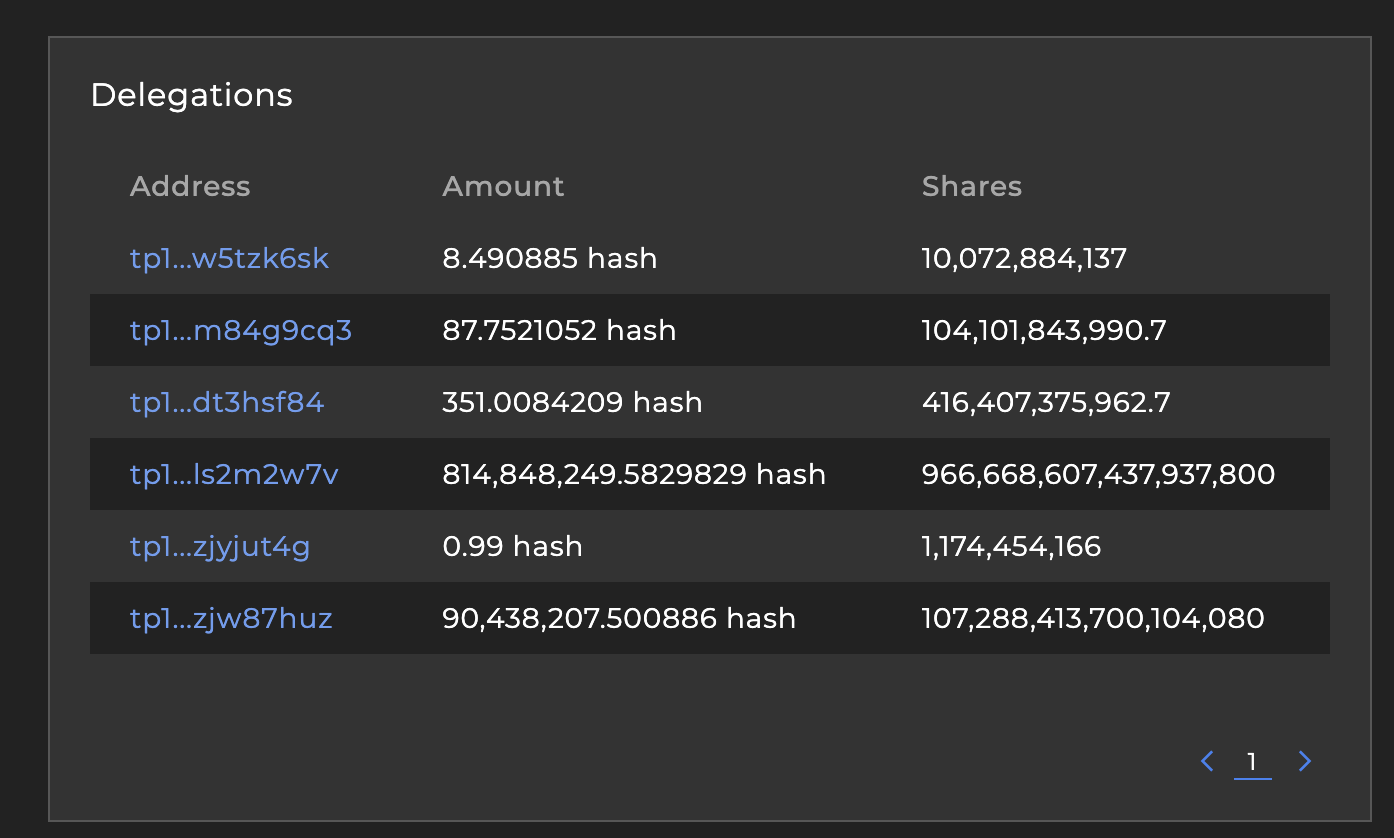 Delegations
Address Amount Shares
tp1...w5tzk6sk 8.490885 hash 10,072,884,137
tp1...m84g9cq3 87.7521052 hash 104,101,843,990.7
tp1...dt3hsf84 351.0084209 hash 416,407,375,962.7
tp1...ls2m2w7v 814,848,249.5829829 hash 966,668,607,437,937,800
tp1...zjyjut4g 0.99 hash 1,174,454,166
tp1...zjw87huz 90,438,207.500886 hash 107,288,413,700,104,080
1